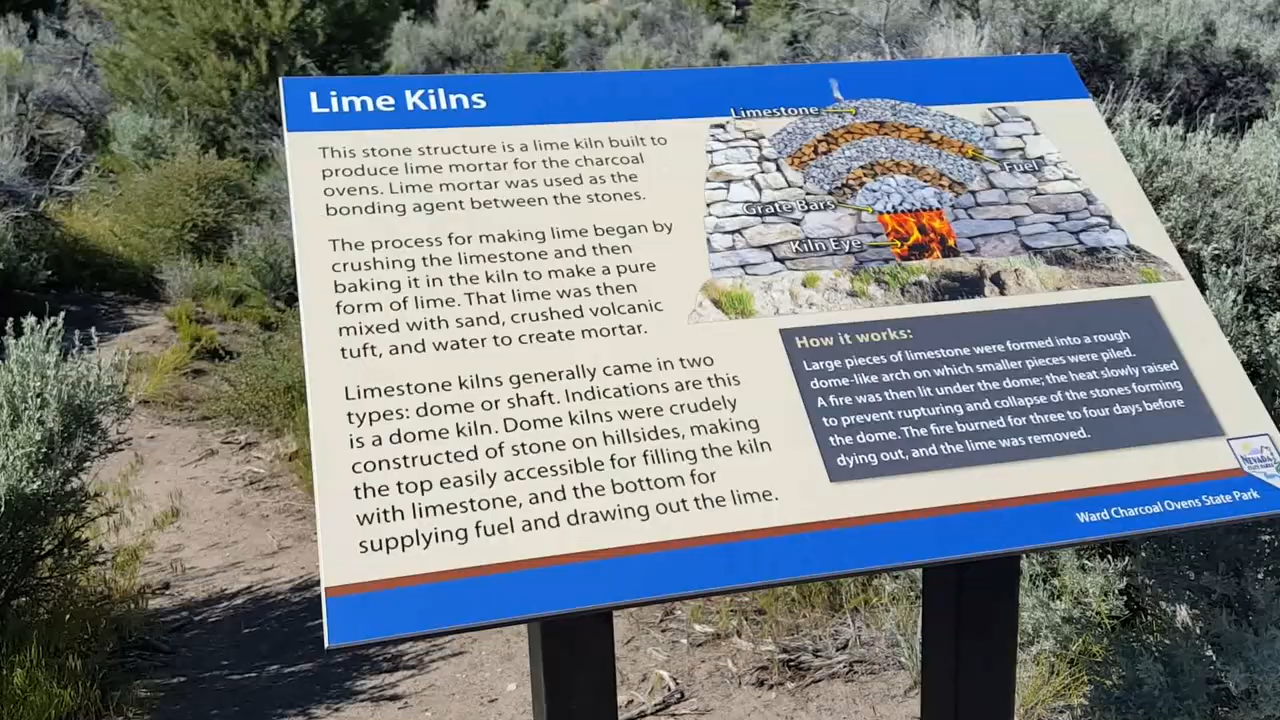 Lime Kilns
This stone structure is a lime kiln built to
produce lime mortar for the charcoal
ovens. Lime mortar was used as the
bonding agent between the stones.
The process for making lime began by
crushing the limestone and then
baking it in the kiln to make a pure
form of lime. That lime was then
mixed with sand, crushed volcanic
tuft, and water to create mortar.
Limestone kilns generally came in two
types: dome or shaft. Indications are this
is a dome kiln. Dome kilns were crudely
constructed of stone on hillsides, making
the top easily accessible for filling the kiln
with limestone, and the bottom for
supplying fuel and drawing out the lime.
Limestone
Fuel
Grate Bars
Kiln Eye
How it works:
Large pieces of limestone were formed into a rough
dome-like arch on which smaller pieces were piled.
A fire was then lit under the dome; the heat slowly raised
to prevent rupturing and collapse of the stones forming
the dome. The fire burned for three to four days before
dying out, and the lime was removed.
NEVADA
Ward Charcoal Ovens State Park